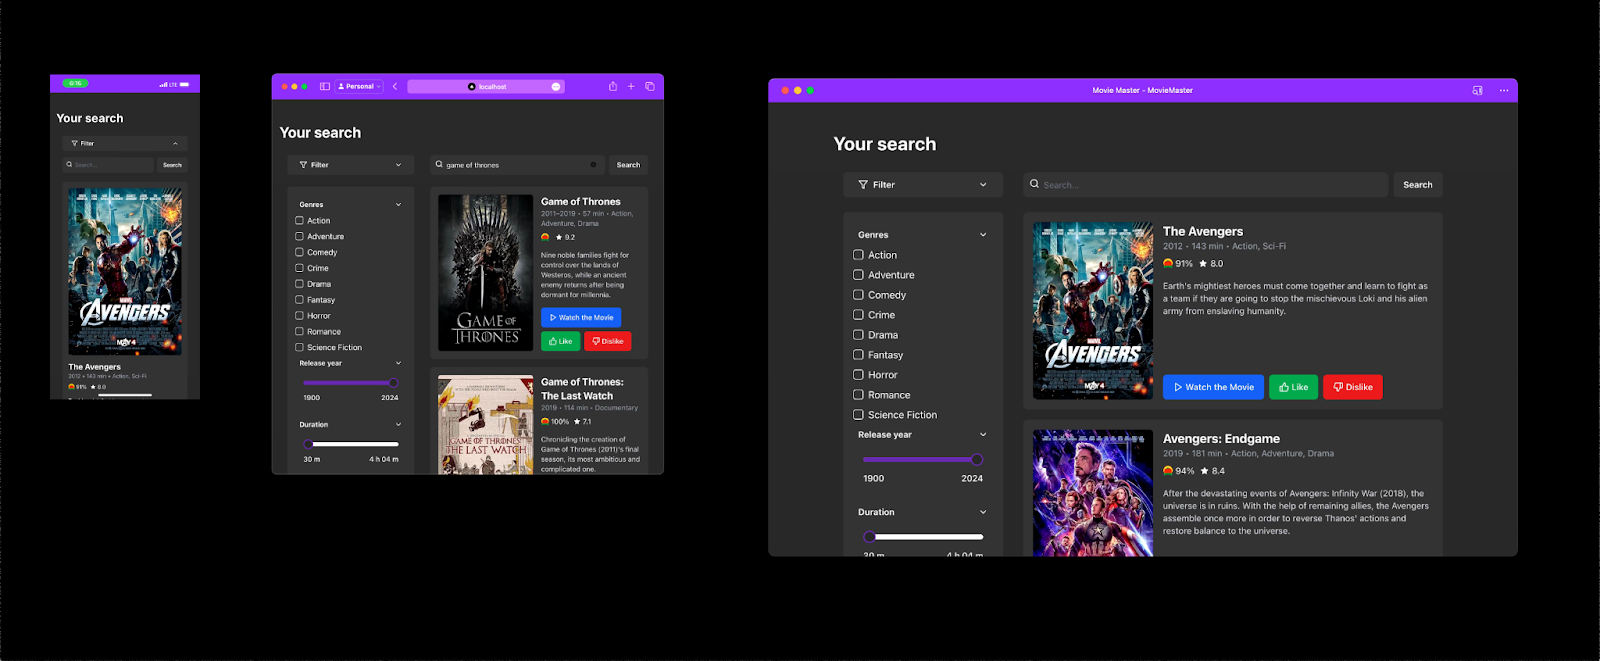 6:16
LTE
Your search
Filter
Search...
Search
MARVEL
AVENGERS
MAY 4
The Avengers
2012 • 143 min • Action, Sci-Fi
91% ★ 8.0
Personal
localhost
Your search
Filter
game of thrones
Search
Genres
Action
Adventure
Comedy
Crime
Drama
Fantasy
Horror
Romance
Science Fiction
Release year
1900 2024
Duration
30 m 4 h 04 m
GAME OF
THRONES
Game of Thrones
2011–2019 • 57 min • Action,
Adventure, Drama
★ 9.2
Nine noble families fight for
control over the lands of
Westeros, while an ancient
enemy returns after being
dormant for millennia.
Watch the Movie
Like
Dislike
GAME OF THRONES
THE LAST WATCH
Game of Thrones:
The Last Watch
2019 • 114 min • Documentary
100% ★ 7.1
Chronicling the creation of
Game of Thrones (2011)'s final
season, its most ambitious and
complicated one.
Movie Master - MovieMaster
Your search
Filter
Search...
Search
Genres
Action
Adventure
Comedy
Crime
Drama
Fantasy
Horror
Romance
Science Fiction
Release year
1900 2024
Duration
30 m 4 h 04 m
MARVEL
AVENGERS
MAY 4
The Avengers
2012 • 143 min • Action, Sci-Fi
91% ★ 8.0
Earth's mightiest heroes must come together and learn to fight as
a team if they are going to stop the mischievous Loki and his alien
army from enslaving humanity.
Watch the Movie
Like
Dislike
Avengers: Endgame
2019 • 181 min • Action, Adventure, Drama
94% ★ 8.4
After the devastating events of Avengers: Infinity War (2018), the
universe is in ruins. With the help of remaining allies, the Avengers
assemble once more in order to reverse Thanos' actions and
restore balance to the universe.